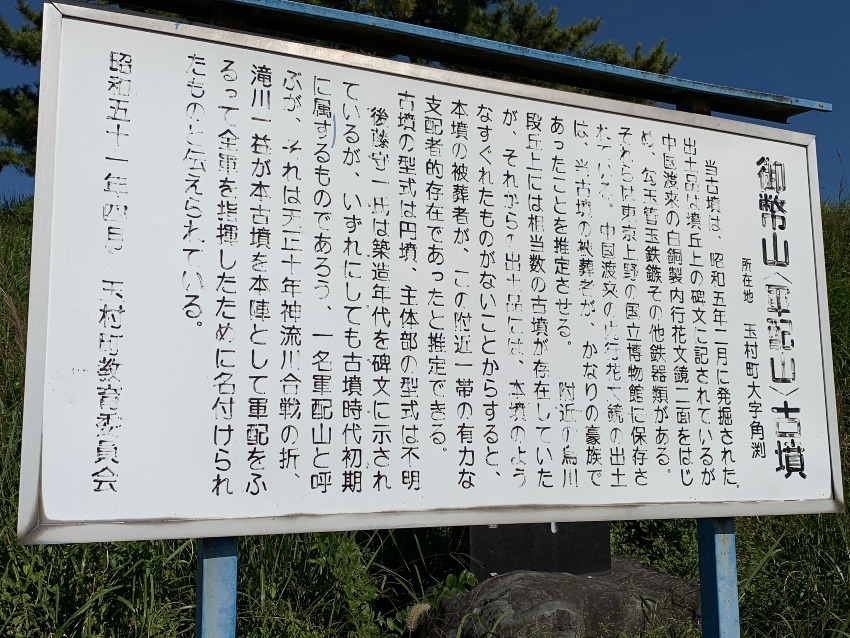 御幣山〈軍配山〉古墳
所在地　玉村町大字角渕
当古墳は、昭和五年二月に発掘された、
出土品は墳丘上の碑文に記されているが
中国渡来の白銅製内行花文鏡二面をはじ
め、勾玉管玉鉄鏃その他鉄器類がある。
それらは東京上野の国立博物館に保存さ
れている。中国渡来の内行花文鏡の出土
は、当古墳の被葬者が、かなりの豪族で
あったことを推定させる。　附近の烏川
段丘上には相当数の古墳が存在していた
が、それからの出土品には、本墳のよう
なすぐれたものがないことからすると、
本墳の被葬者が、この附近一帯の有力な
支配者的存在であったと推定できる。
古墳の型式は円墳、主体部の型式は不明
後藤守一氏は築造年代を碑文に示され
ているが、いずれにしても古墳時代初期
に属するものであろう、一名軍配山と呼
ぶが、それは天正十年神流川合戦の折、
滝川一益が本古墳を本陣として軍配をふ
るって全軍を指揮したために名付けられ
たものと伝えられている。
昭和五十一年四月　玉村町教育委員会